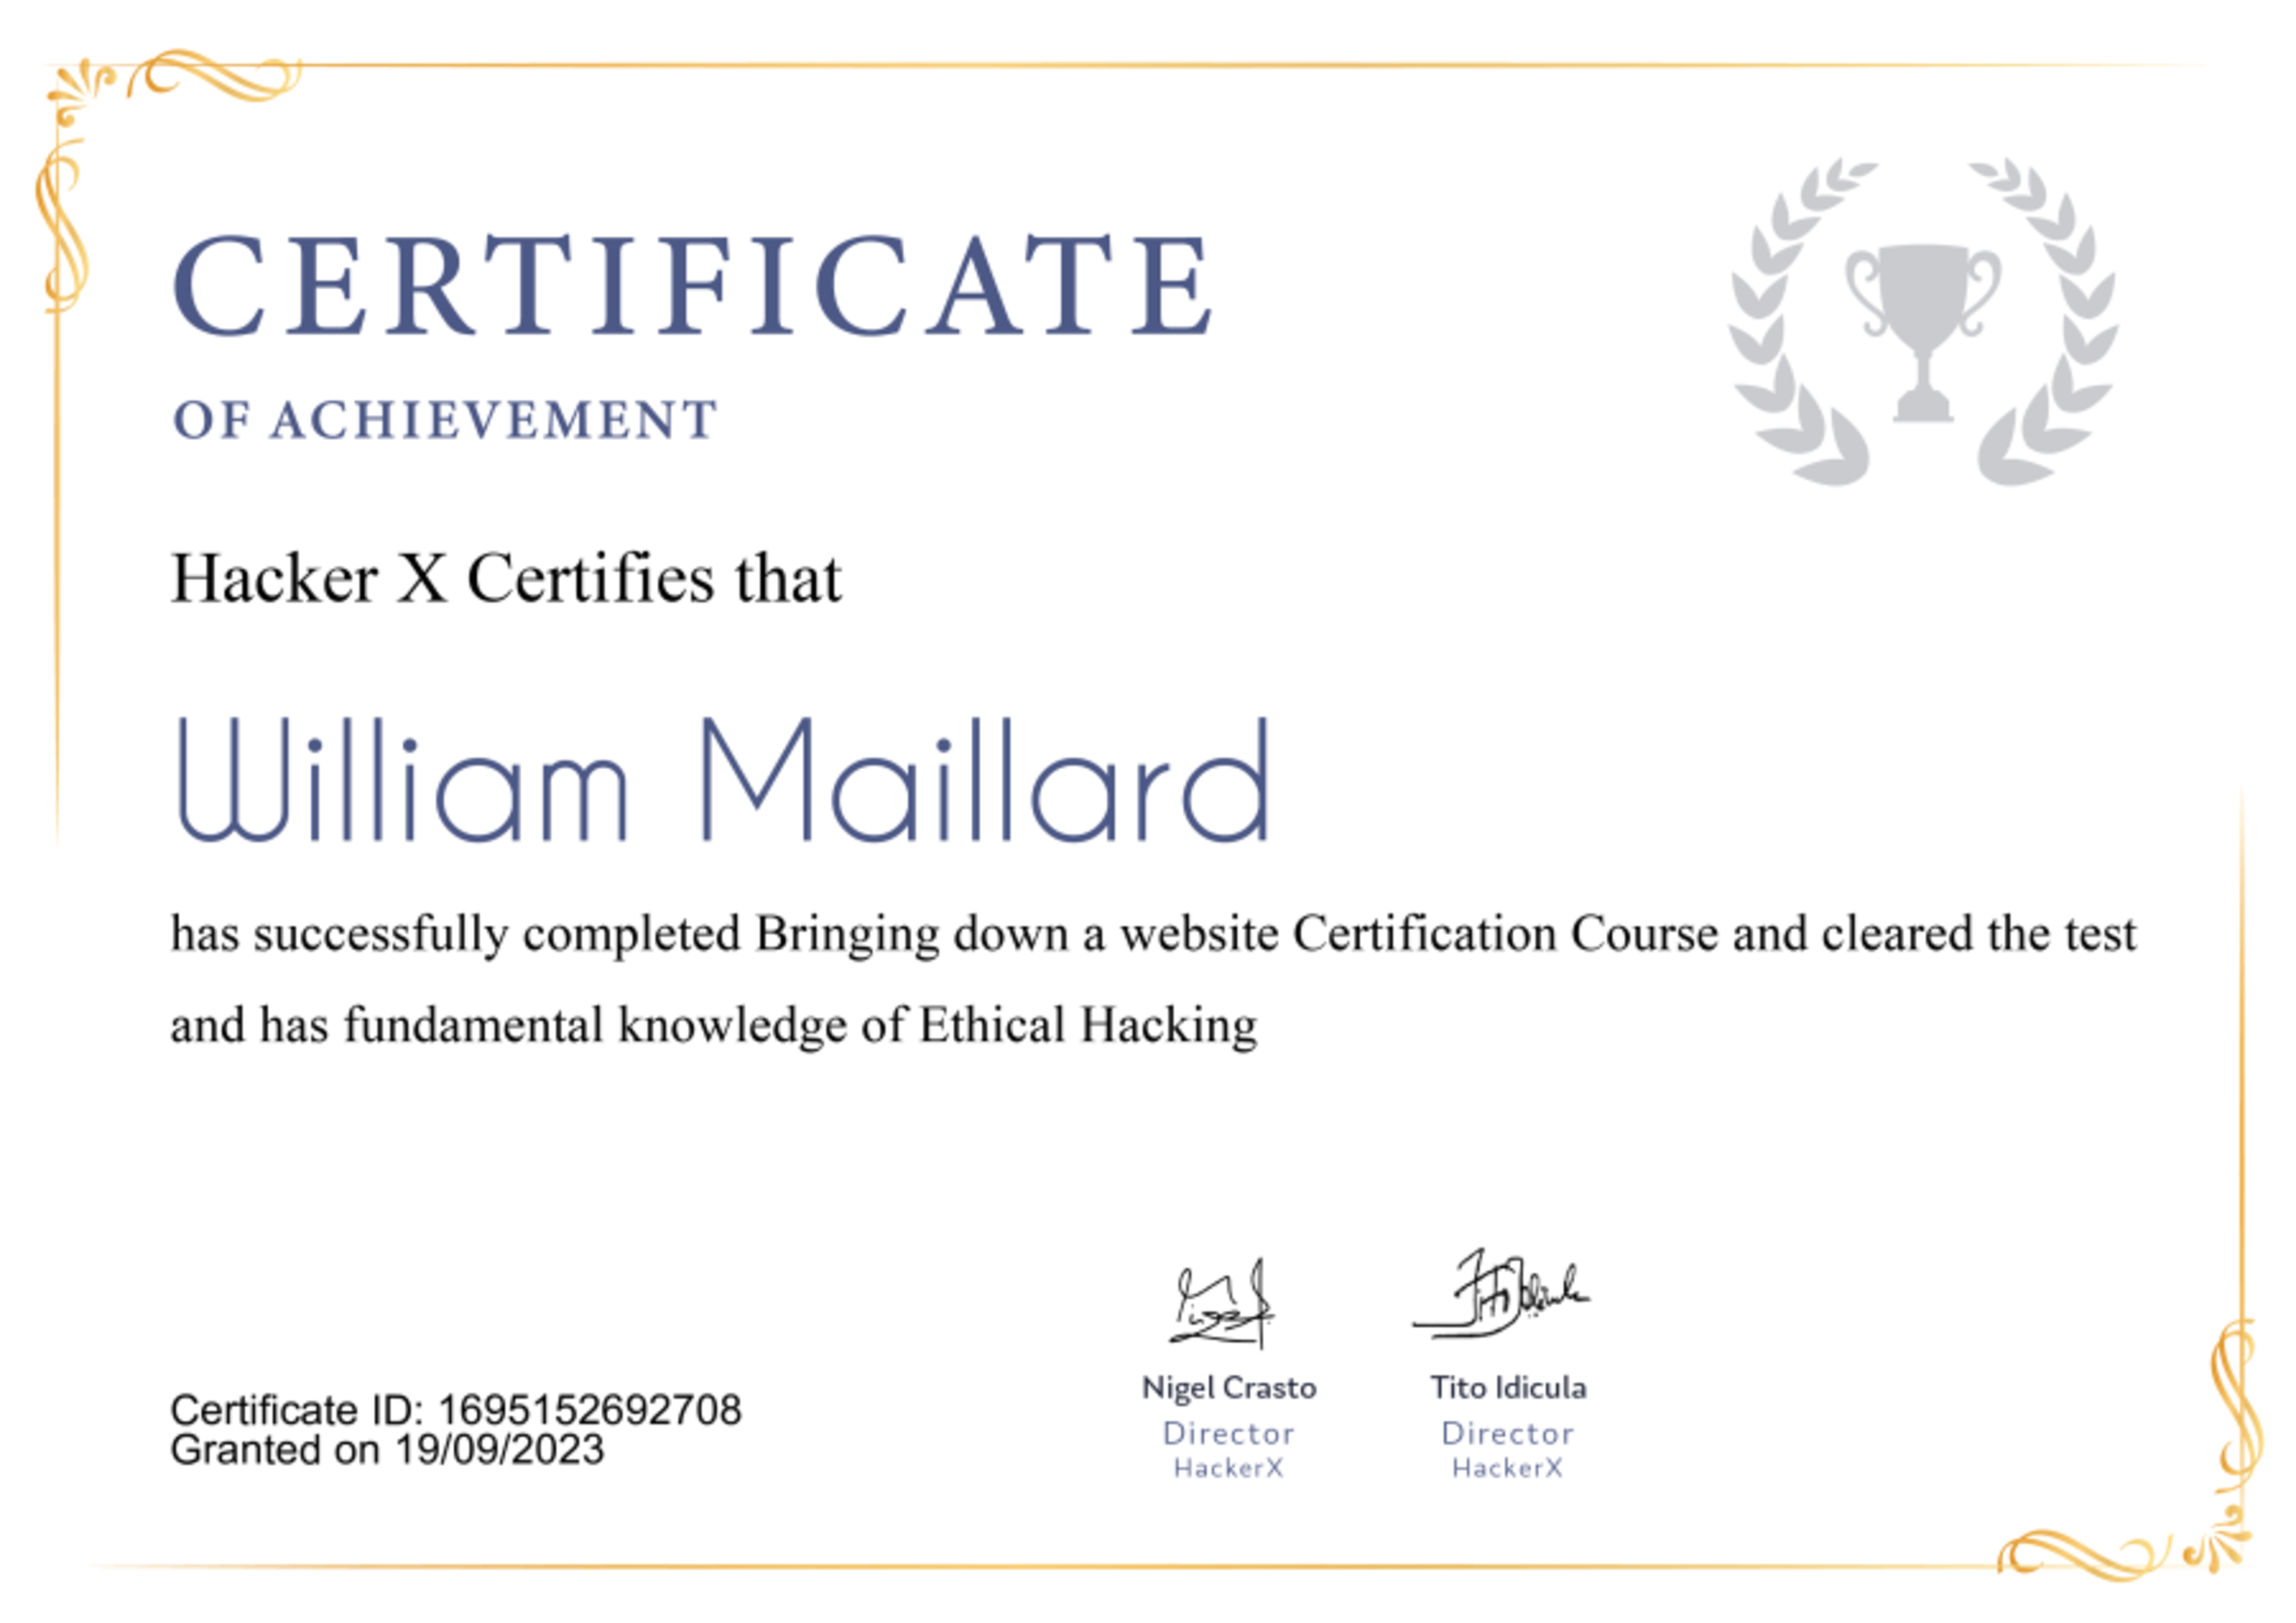 CERTIFICATE
OF ACHIEVEMENT
Hacker X Certifies that
William Maillard
has successfully completed Bringing down a website Certification Course and cleared the test
and has fundamental knowledge of Ethical Hacking
Certificate ID: 1695152692708
Granted on 19/09/2023
Nigel Crasto
Director
HackerX
Tito Idicula
Director
HackerX